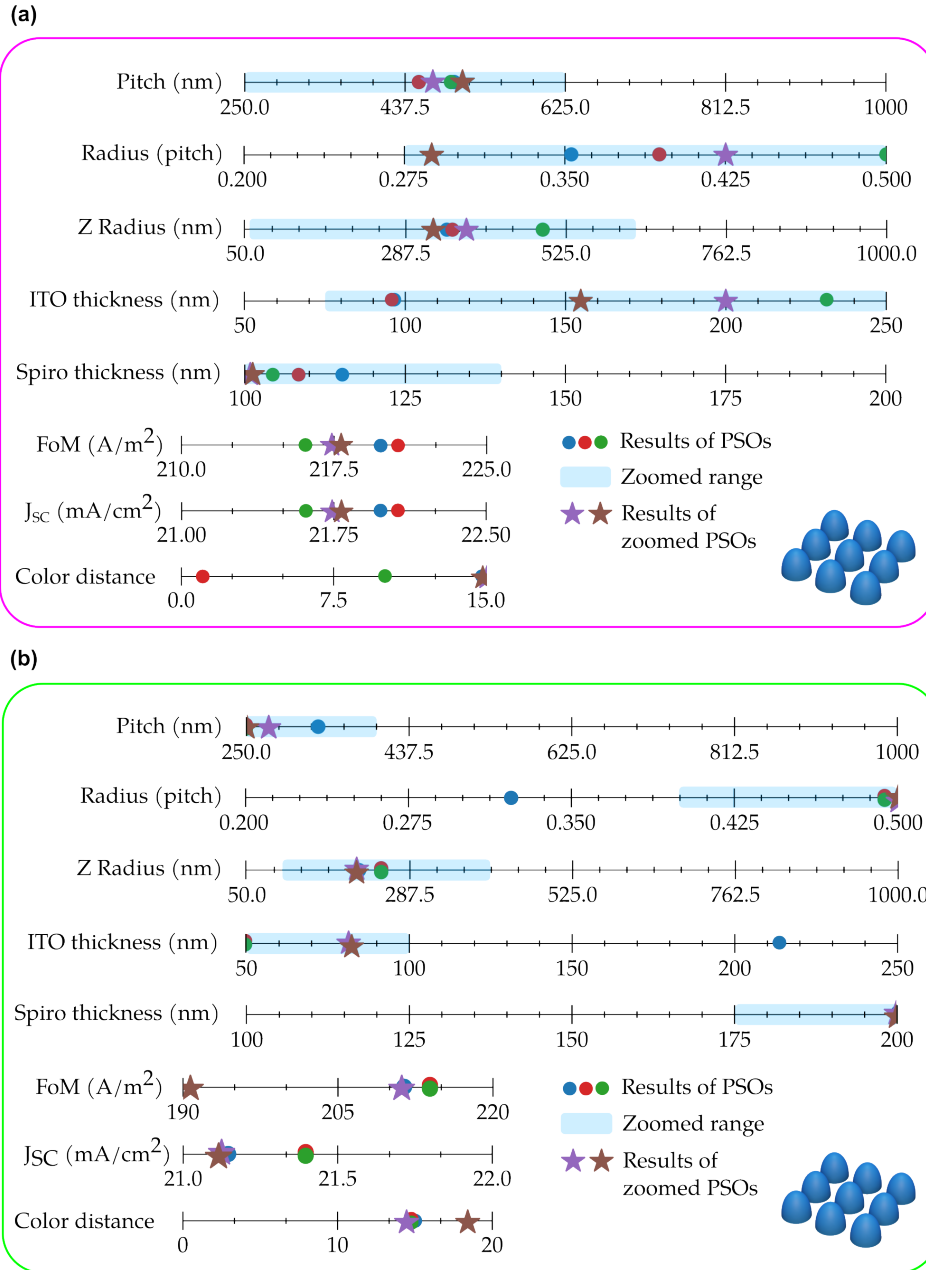 (a)
Pitch (nm)
250.0 437.5 625.0 812.5 1000
Radius (pitch)
0.200 0.275 0.350 0.425 0.500
Z Radius (nm)
50.0 287.5 525.0 762.5 1000.0
ITO thickness (nm)
50 100 150 200 250
Spiro thickness (nm)
100 125 150 175 200
FoM (A/m²)
210.0 217.5 225.0
J_SC (mA/cm²)
21.00 21.75 22.50
Color distance
0.0 7.5 15.0
Results of PSOs
Zoomed range
Results of
zoomed PSOs
(b)
Pitch (nm)
250.0 437.5 625.0 812.5 1000
Radius (pitch)
0.200 0.275 0.350 0.425 0.500
Z Radius (nm)
50.0 287.5 525.0 762.5 1000.0
ITO thickness (nm)
50 100 150 200 250
Spiro thickness (nm)
100 125 150 175 200
FoM (A/m²)
190 205 220
JSC (mA/cm²)
21.0 21.5 22.0
Color distance
0 10 20
Results of PSOs
Zoomed range
Results of
zoomed PSOs